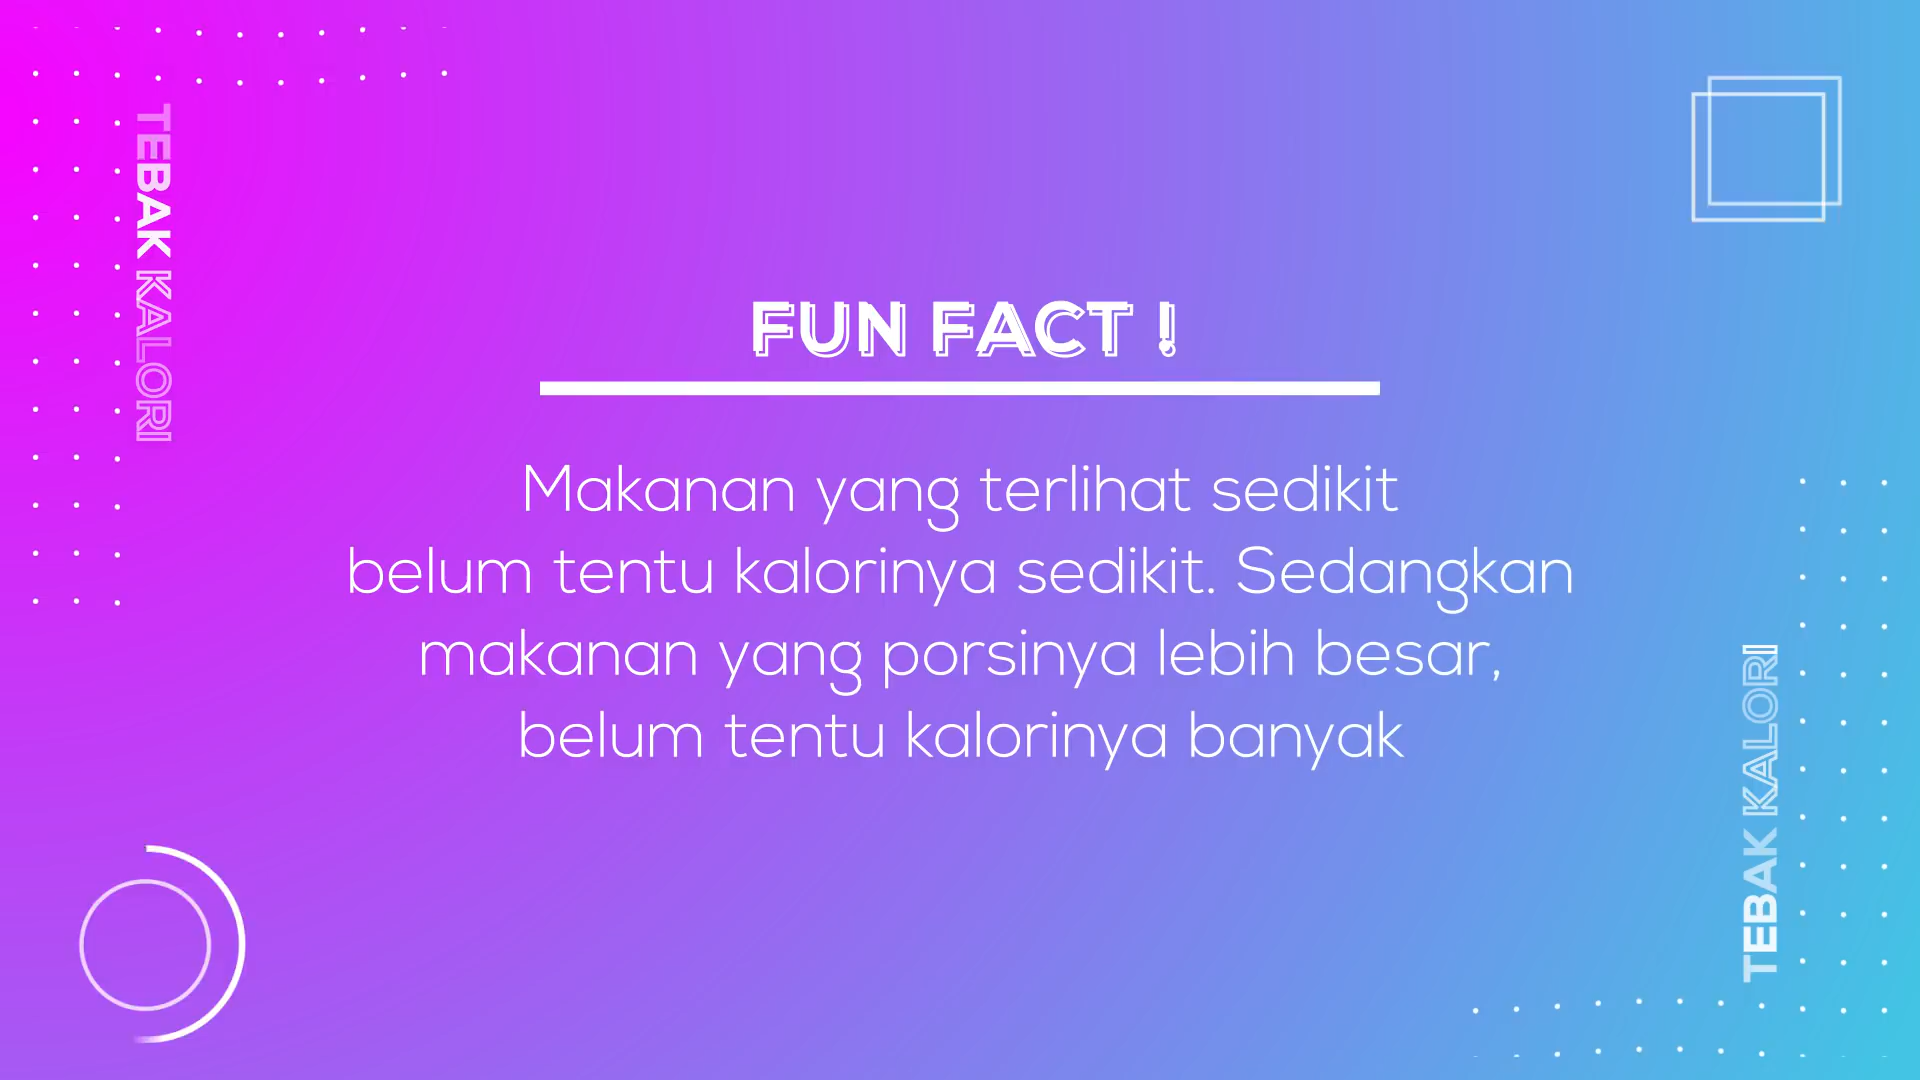 TEBAK KALORI
FUN FACT !
Makanan yang terlihat sedikit
belum tentu kalorinya sedikit. Sedangkan
makanan yang porsinya lebih besar,
belum tentu kalorinya banyak
TEBAK KALORI